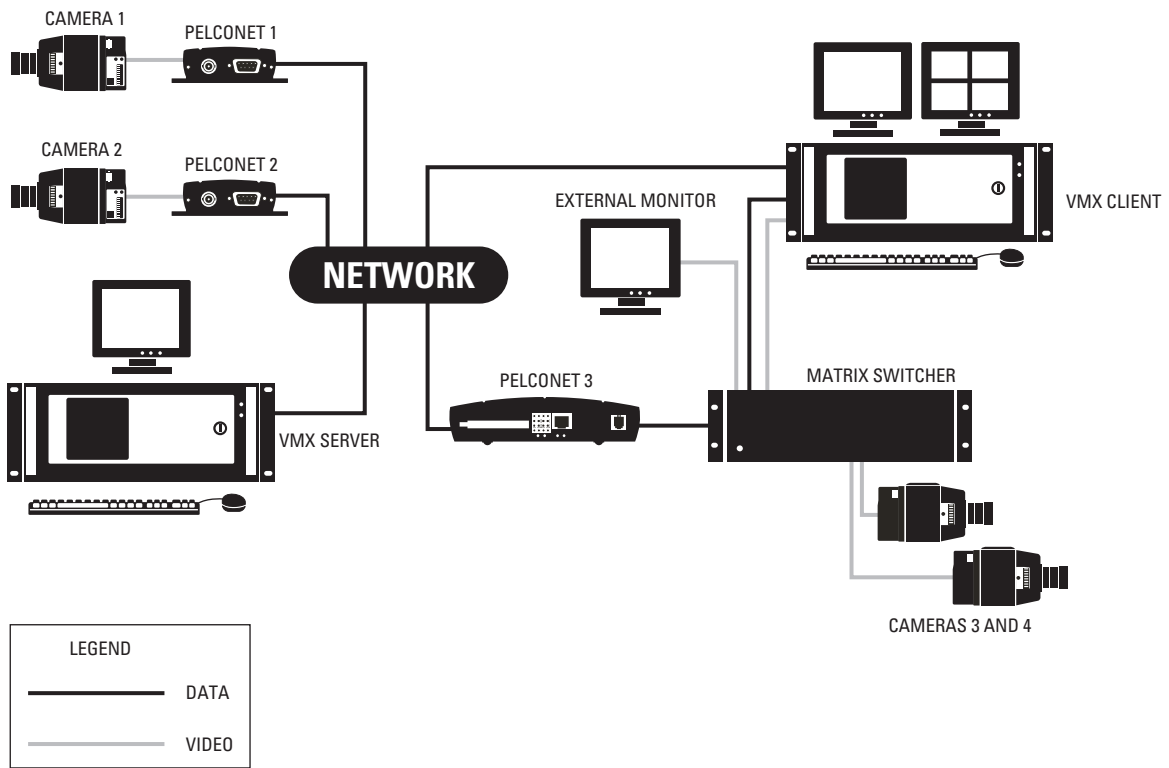 CAMERA 1
PELCONET 1
CAMERA 2
PELCONET 2
EXTERNAL MONITOR
VMX CLIENT
NETWORK
PELCONET 3
MATRIX SWITCHER
VMX SERVER
CAMERAS 3 AND 4
LEGEND
DATA
VIDEO